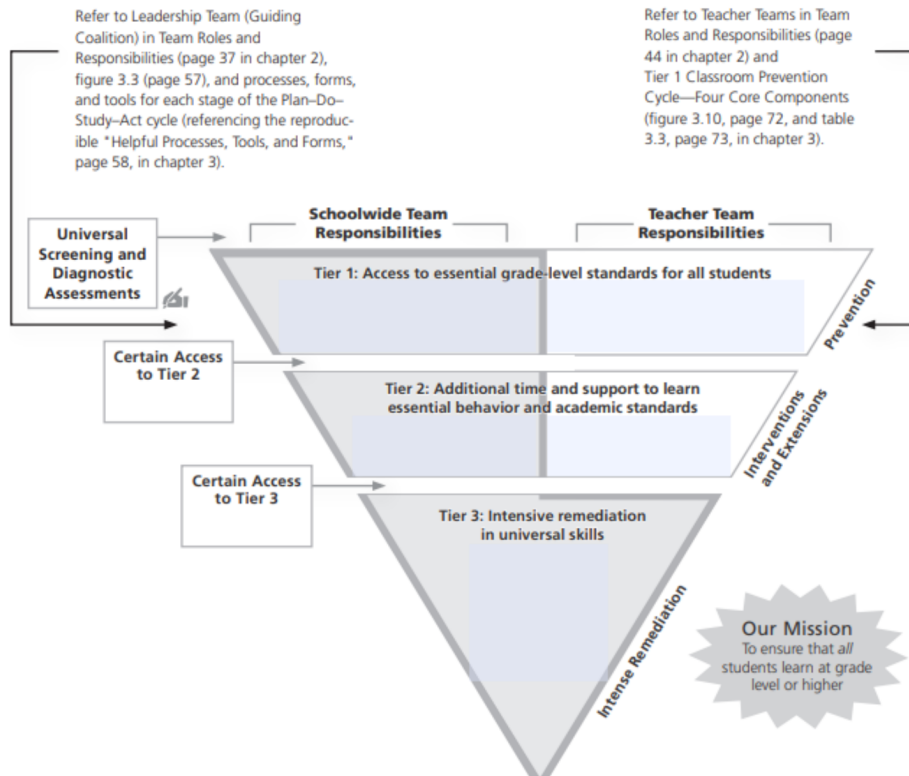 Refer to Leadership Team (Guiding
Coalition) in Team Roles and
Responsibilities (page 37 in chapter 2),
figure 3.3 (page 57), and processes, forms,
and tools for each stage of the Plan–Do–
Study–Act cycle (referencing the reproduc-
ible "Helpful Processes, Tools, and Forms,"
page 58, in chapter 3).
Refer to Teacher Teams in Team
Roles and Responsibilities (page
44 in chapter 2) and
Tier 1 Classroom Prevention
Cycle—Four Core Components
(figure 3.10, page 72, and table
3.3, page 73, in chapter 3).
Schoolwide Team
Responsibilities
Teacher Team
Responsibilities
Universal
Screening and
Diagnostic
Assessments
Tier 1: Access to essential grade-level standards for all students
Prevention
Certain Access
to Tier 2
Tier 2: Additional time and support to learn
essential behavior and academic standards
Interventions
and Extensions
Certain Access
to Tier 3
Tier 3: Intensive remediation
in universal skills
Intense Remediation
Our Mission
To ensure that all
students learn at grade
level or higher